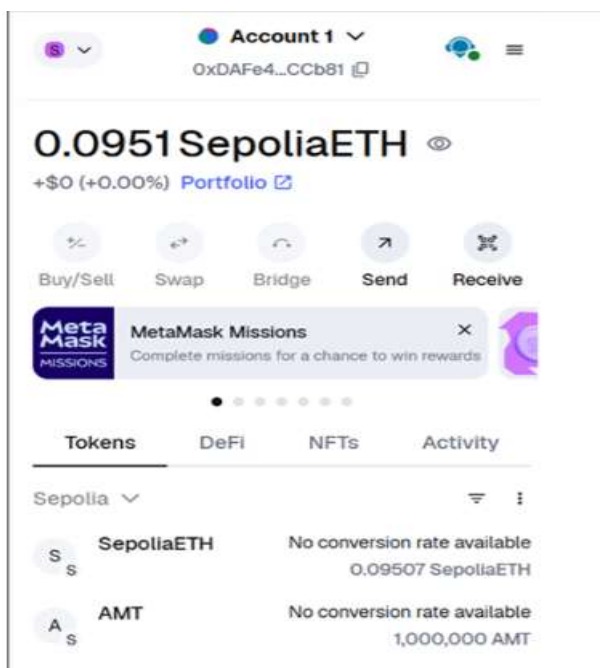 S
Account 1
0xDAFe4...CCb81
0.0951 SepoliaETH
+$0 (+0.00%) Portfolio
Buy/Sell Swap Bridge Send Receive
Meta
Mask
MISSIONS
MetaMask Missions
Complete missions for a chance to win rewards
Tokens DeFi NFTs Activity
Sepolia
S S SepoliaETH No conversion rate available
0.09507 SepoliaETH
A S AMT No conversion rate available
1,000,000 AMT